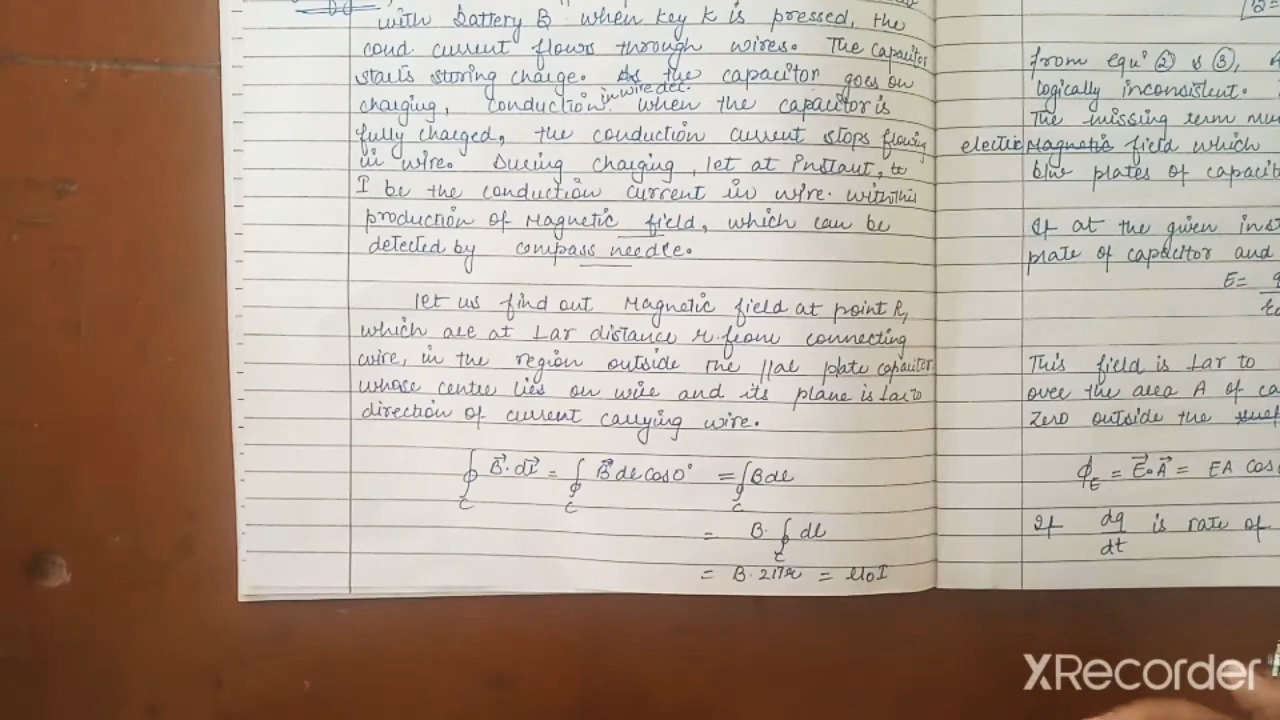 with battery B when key K is pressed, the
cond. current flows through wires. The capacitor
starts storing charge. As the capacitor goes on
in wire dec.
charging, conduction when the capacitor is
fully charged, the conduction current stops flowing
in wire. During charging, let at instant, t
I be the conduction current in wire. with this
production of Magnetic field, which can be
detected by compass needle.
let us find out Magnetic field at point P,
which are at ⊥ar distance r from connecting
wire, in the region outside the ||al plate capacitor
whose centre lies on wire and its plane is ⊥ar to
direction of current carrying wire.
∮c B⃗.dl⃗ = ∮c B⃗ dl cos0° = ∮c Bdl
= B. ∮c dl
= B. 2πr = μ0I
B=
from equⁿ ② & ③,
logically inconsistent.
The missing term mu
electric Magnetic field which
b/w plates of capacit
If at the given ins
plate of capacitor and
E= q
This field is ⊥ar to
over the area A of ca
zero outside the
ϕE = E⃗.A⃗ = EA cos
If dq/dt is rate of
XRecorder